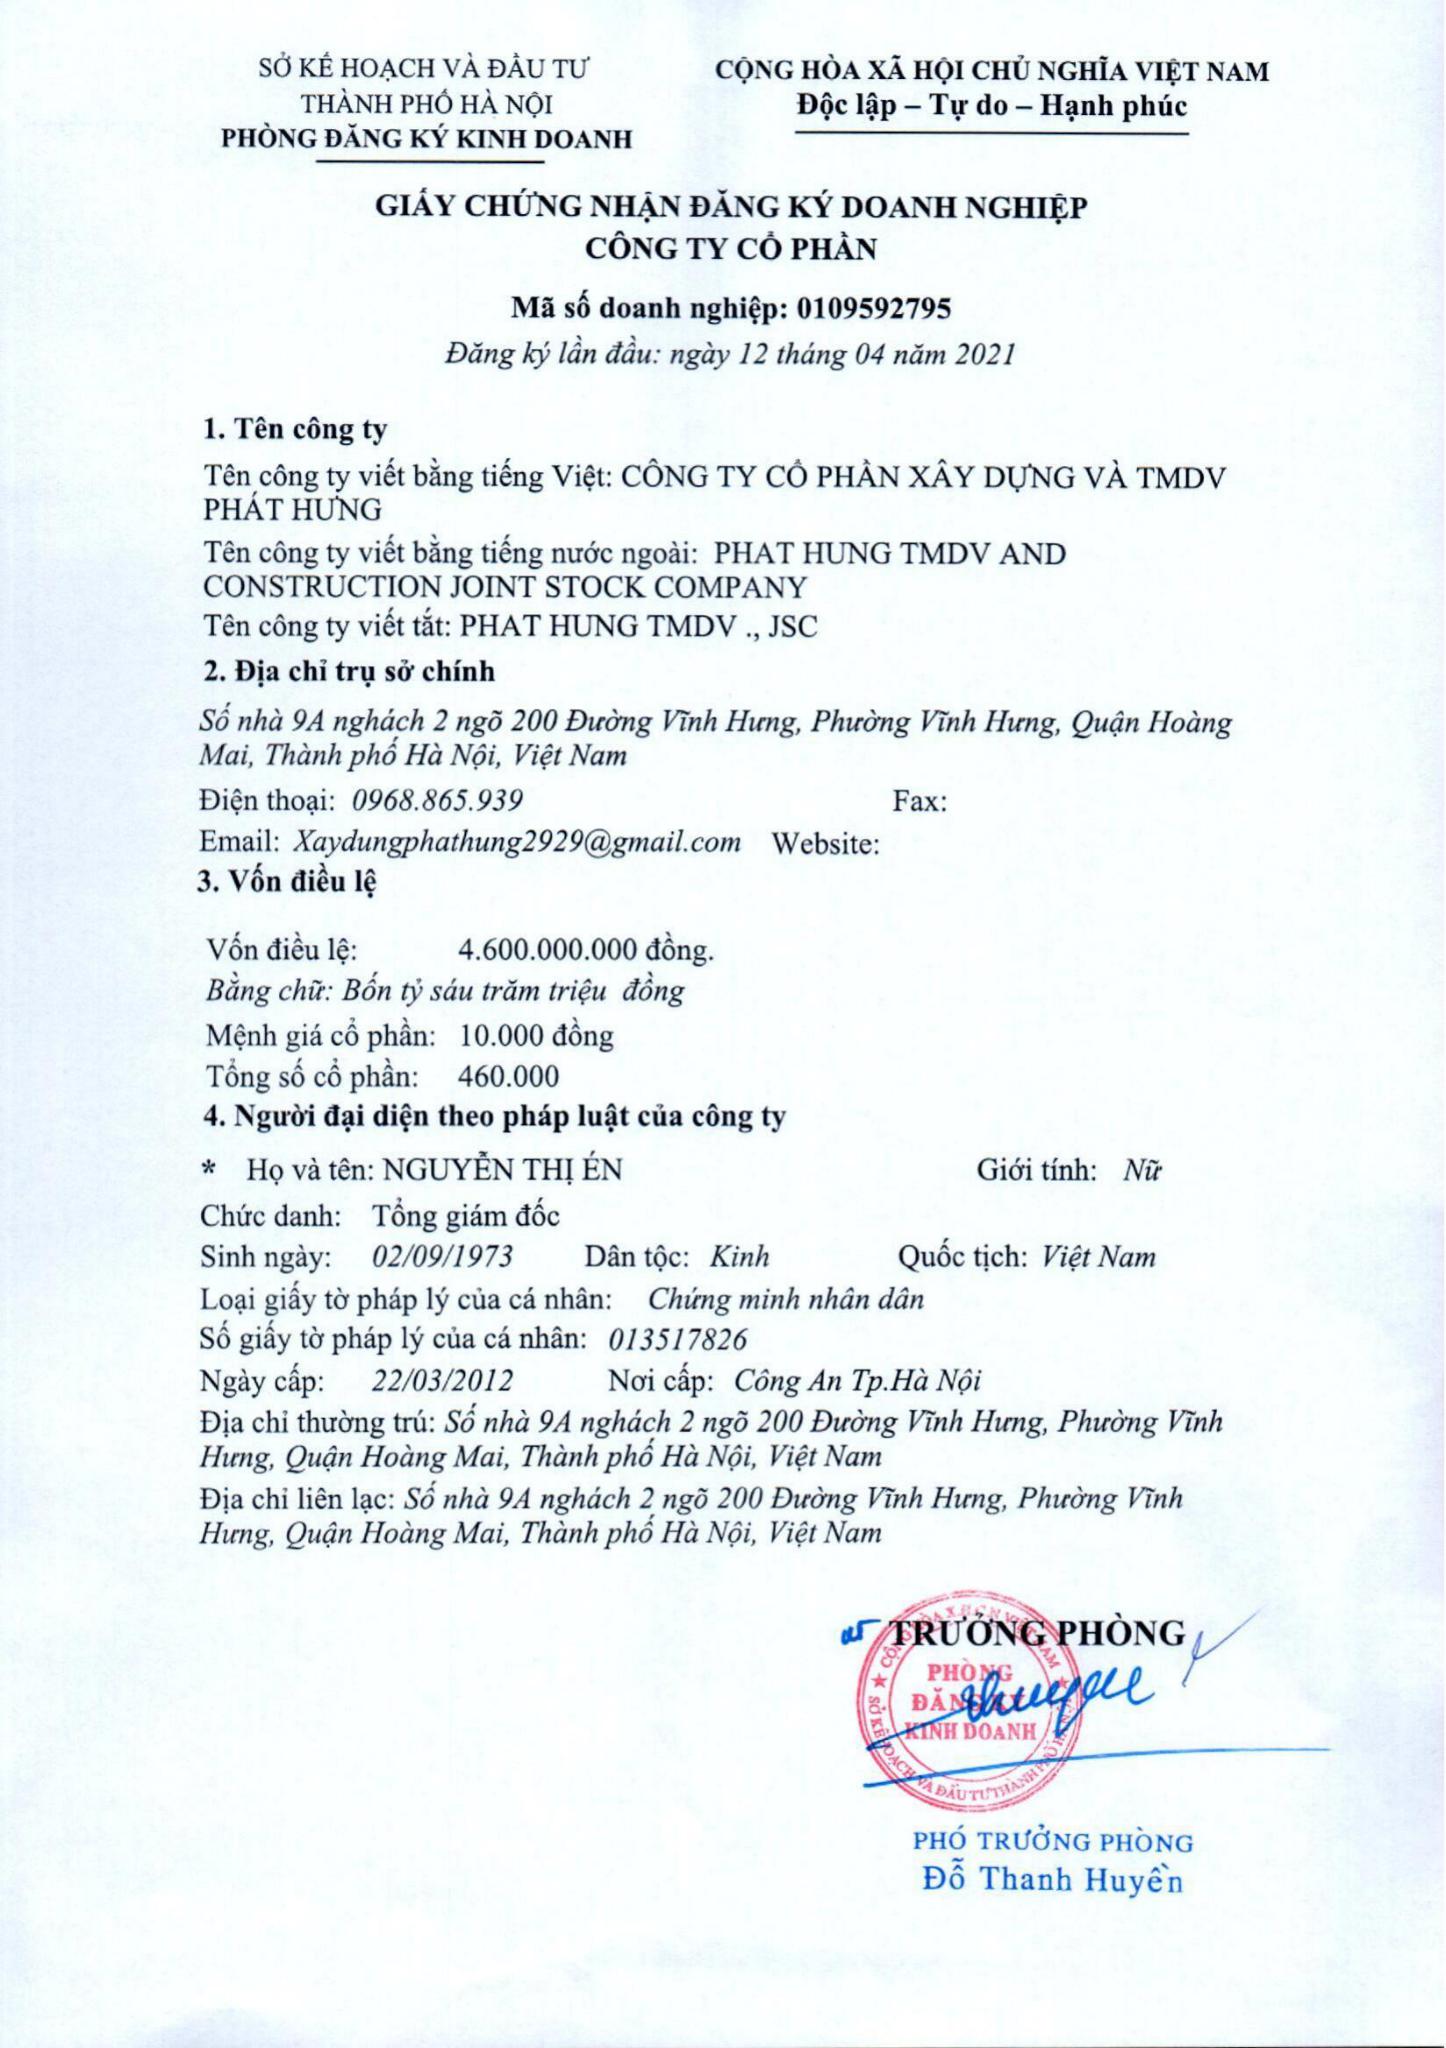 SỞ KẾ HOẠCH VÀ ĐẦU TƯ
THÀNH PHỐ HÀ NỘI
PHÒNG ĐĂNG KÝ KINH DOANH
CỘNG HÒA XÃ HỘI CHỦ NGHĨA VIỆT NAM
Độc lập – Tự do – Hạnh phúc
GIẤY CHỨNG NHẬN ĐĂNG KÝ DOANH NGHIỆP
CÔNG TY CỔ PHẦN
Mã số doanh nghiệp: 0109592795
Đăng ký lần đầu: ngày 12 tháng 04 năm 2021
1. Tên công ty
Tên công ty viết bằng tiếng Việt: CÔNG TY CỔ PHẦN XÂY DỰNG VÀ TMDV
PHÁT HƯNG
Tên công ty viết bằng tiếng nước ngoài: PHAT HUNG TMDV AND
CONSTRUCTION JOINT STOCK COMPANY
Tên công ty viết tắt: PHAT HUNG TMDV ., JSC
2. Địa chỉ trụ sở chính
Số nhà 9A nghách 2 ngõ 200 Đường Vĩnh Hưng, Phường Vĩnh Hưng, Quận Hoàng
Mai, Thành phố Hà Nội, Việt Nam
Điện thoại: 0968.865.939 Fax:
Email: Xaydungphathung2929@gmail.com Website:
3. Vốn điều lệ
Vốn điều lệ: 4.600.000.000 đồng.
Bằng chữ: Bốn tỷ sáu trăm triệu đồng
Mệnh giá cổ phần: 10.000 đồng
Tổng số cổ phần: 460.000
4. Người đại diện theo pháp luật của công ty
* Họ và tên: NGUYỄN THỊ ÉN Giới tính: Nữ
Chức danh: Tổng giám đốc
Sinh ngày: 02/09/1973 Dân tộc: Kinh Quốc tịch: Việt Nam
Loại giấy tờ pháp lý của cá nhân: Chứng minh nhân dân
Số giấy tờ pháp lý của cá nhân: 013517826
Ngày cấp: 22/03/2012 Nơi cấp: Công An Tp.Hà Nội
Địa chỉ thường trú: Số nhà 9A nghách 2 ngõ 200 Đường Vĩnh Hưng, Phường Vĩnh
Hưng, Quận Hoàng Mai, Thành phố Hà Nội, Việt Nam
Địa chỉ liên lạc: Số nhà 9A nghách 2 ngõ 200 Đường Vĩnh Hưng, Phường Vĩnh
Hưng, Quận Hoàng Mai, Thành phố Hà Nội, Việt Nam
TRƯỞNG PHÒNG
PHÒNG
ĐĂNG KÝ
KINH DOANH
SỞ KẾ HOẠCH VÀ ĐẦU TƯ THÀNH PHỐ
PHÓ TRƯỞNG PHÒNG
Đỗ Thanh Huyền